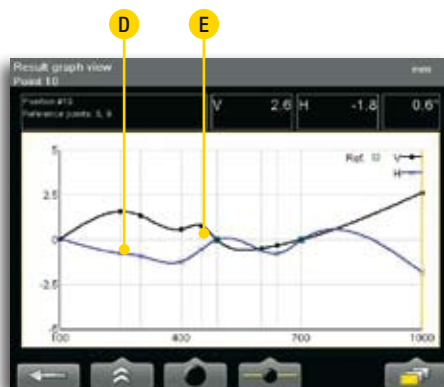 D E
Result graph view mm
Point 10
Position #10
Reference points: 5, 9
V 2.6 H -1.8 0.6°
5
Ref. V
H
2.5
0
-2.5
-5
100 400 700 1000